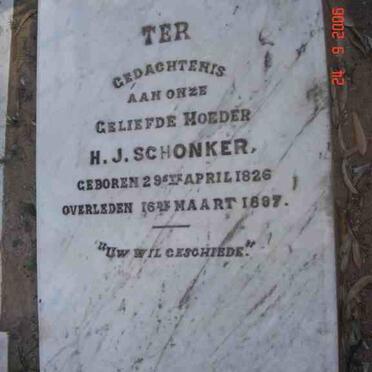 TER
GEDACHTENIS
AAN ONZE
GELIEFDE MOEDER
H.J. SCHONKER,
GEBOREN 29STE APRIL 1826
OVERLEDEN 16DE MAART 1897.
"UW WIL GESCHIEDE."
24 9 2006